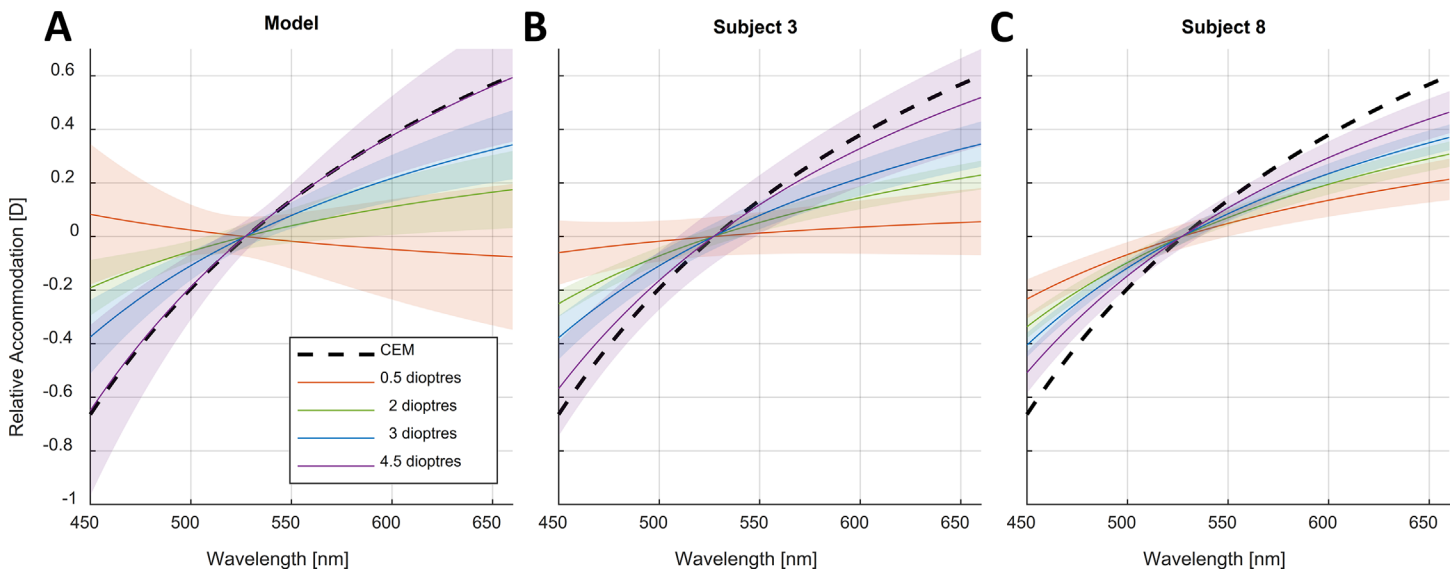 A
Model
B
Subject 3
C
Subject 8
Relative Accommodation [D]
0.6
0.4
0.2
0
-0.2
-0.4
-0.6
-0.8
-1
CEM
0.5 dioptres
2 dioptres
3 dioptres
4.5 dioptres
450 500 550 600 650
450 500 550 600 650
450 500 550 600 650
Wavelength [nm]
Wavelength [nm]
Wavelength [nm]